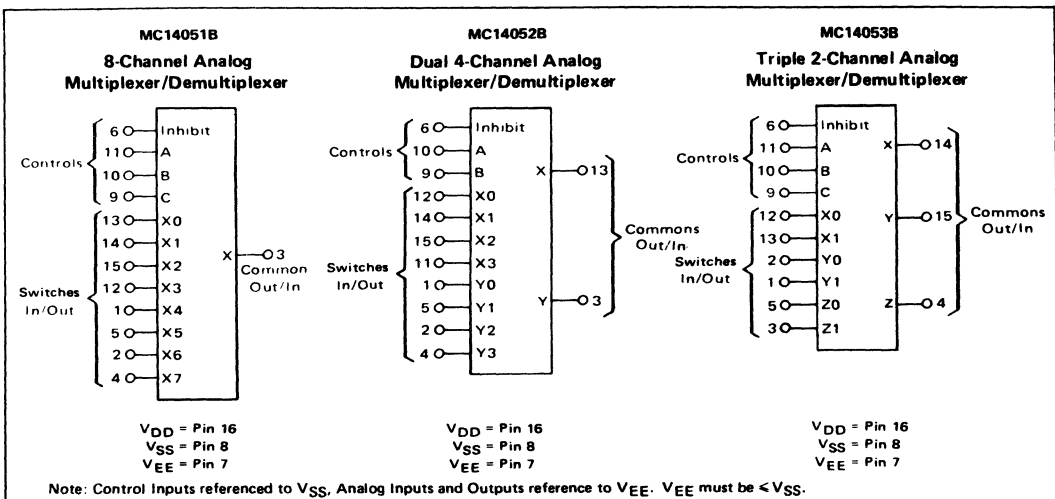 MC14051B
8-Channel Analog
Multiplexer/Demultiplexer
Controls
6 Inhibit
11 A
10 B
9 C
Switches
In/Out
13 X0
14 X1
15 X2
12 X3
1 X4
5 X5
2 X6
4 X7
X 3
Common
Out/In
VDD = Pin 16
VSS = Pin 8
VEE = Pin 7
MC14052B
Dual 4-Channel Analog
Multiplexer/Demultiplexer
Controls
6 Inhibit
10 A
9 B
Switches
In/Out
12 X0
14 X1
15 X2
11 X3
1 Y0
5 Y1
2 Y2
4 Y3
X 13
Y 3
Commons
Out/In
VDD = Pin 16
VSS = Pin 8
VEE = Pin 7
MC14053B
Triple 2-Channel Analog
Multiplexer/Demultiplexer
Controls
6 Inhibit
11 A
10 B
9 C
Switches
In/Out
12 X0
13 X1
2 Y0
1 Y1
5 Z0
3 Z1
X 14
Y 15
Z 4
Commons
Out/In
VDD = Pin 16
VSS = Pin 8
VEE = Pin 7
Note: Control Inputs referenced to VSS, Analog Inputs and Outputs reference to VEE. VEE must be ≤ VSS.